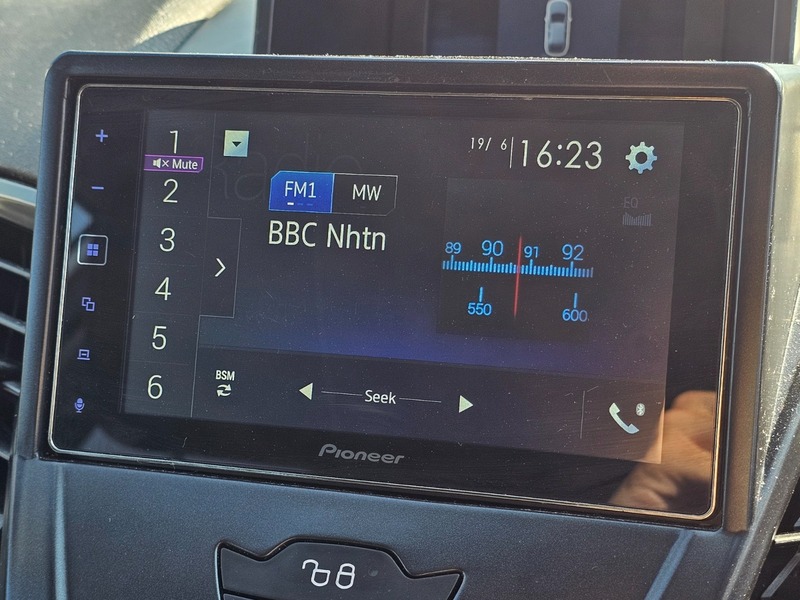 19/ 6 16:23
1
Mute
2
3
4
5
6
Radio
FM1 MW
BBC Nhtn
EQ
89 90 91 92
550 600
BSM
Seek
Pioneer